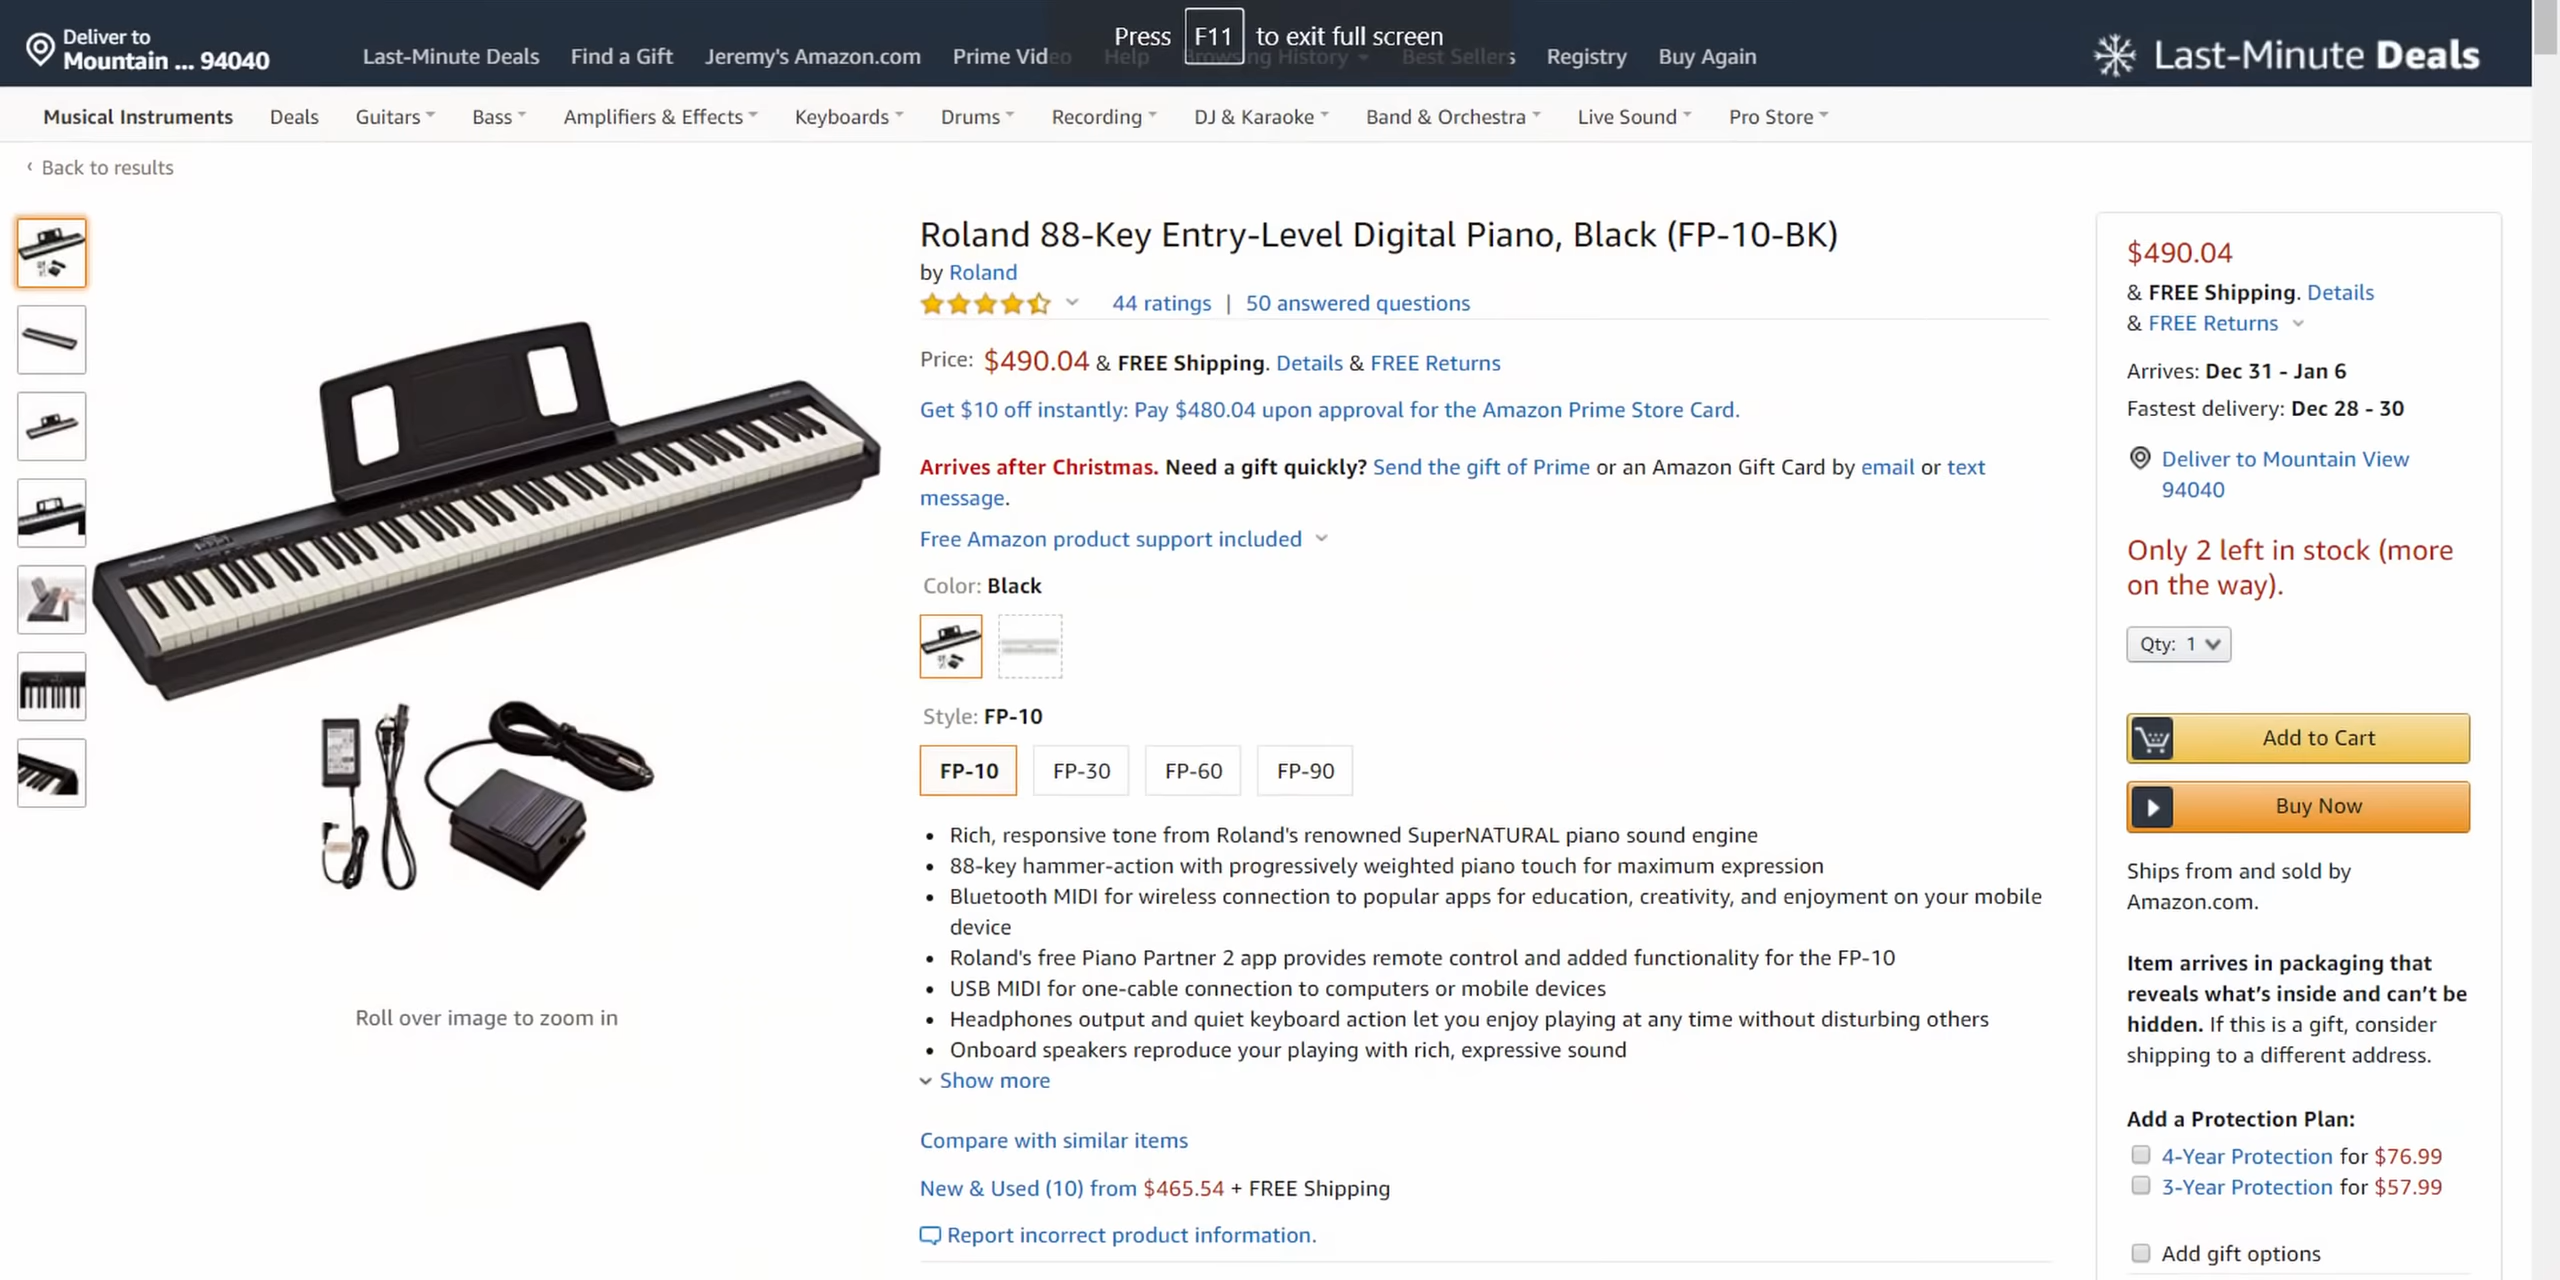 Press F11 to exit full screen
Deliver to
Mountain ... 94040
Last-Minute Deals
Find a Gift
Jeremy's Amazon.com
Prime Video
Help
Browsing History
Best Sellers
Registry
Buy Again
Last-Minute Deals
Musical Instruments
Deals
Guitars
Bass
Amplifiers & Effects
Keyboards
Drums
Recording
DJ & Karaoke
Band & Orchestra
Live Sound
Pro Store
‹ Back to results
Roland 88-Key Entry-Level Digital Piano, Black (FP-10-BK)
by Roland
44 ratings | 50 answered questions
Price: $490.04 & FREE Shipping. Details & FREE Returns
Get $10 off instantly: Pay $480.04 upon approval for the Amazon Prime Store Card.
Arrives after Christmas. Need a gift quickly? Send the gift of Prime or an Amazon Gift Card by email or text
message.
Free Amazon product support included
Color: Black
Style: FP-10
FP-10
FP-30
FP-60
FP-90
• Rich, responsive tone from Roland's renowned SuperNATURAL piano sound engine
• 88-key hammer-action with progressively weighted piano touch for maximum expression
• Bluetooth MIDI for wireless connection to popular apps for education, creativity, and enjoyment on your mobile
device
• Roland's free Piano Partner 2 app provides remote control and added functionality for the FP-10
• USB MIDI for one-cable connection to computers or mobile devices
• Headphones output and quiet keyboard action let you enjoy playing at any time without disturbing others
• Onboard speakers reproduce your playing with rich, expressive sound
Show more
Compare with similar items
New & Used (10) from $465.54 + FREE Shipping
Report incorrect product information.
Roll over image to zoom in
$490.04
& FREE Shipping. Details
& FREE Returns
Arrives: Dec 31 - Jan 6
Fastest delivery: Dec 28 - 30
Deliver to Mountain View
94040
Only 2 left in stock (more
on the way).
Qty: 1
Add to Cart
Buy Now
Ships from and sold by
Amazon.com.
Item arrives in packaging that
reveals what's inside and can't be
hidden. If this is a gift, consider
shipping to a different address.
Add a Protection Plan:
4-Year Protection for $76.99
3-Year Protection for $57.99
Add gift options